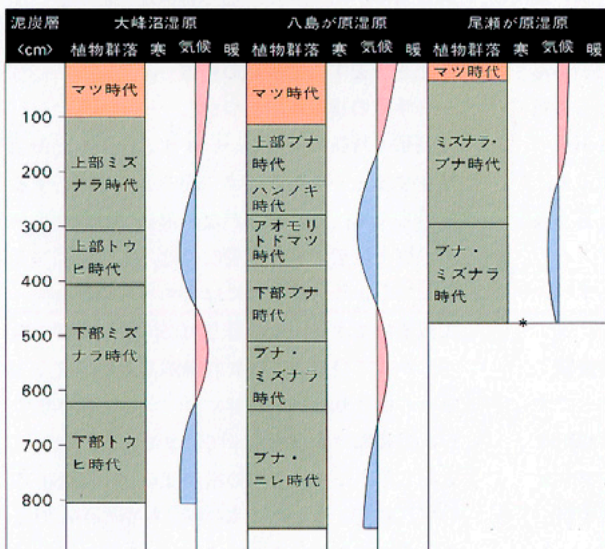 泥炭層 大峰沼湿原 八島が原湿原 尾瀬が原湿原
<cm> 植物群落 寒 気候 暖 植物群落 寒 気候 暖 植物群落 寒 気候 暖
マツ時代
100
上部ミズ
ナラ時代
200
300
上部トウ
ヒ時代
400
下部ミズ
ナラ時代
500
600
下部トウ
ヒ時代
700
800
マツ時代
上部ブナ
時代
ハンノキ
時代
アオモリ
トドマツ
時代
下部ブナ
時代
ブナ・
ミズナラ
時代
ブナ・
ニレ時代
マツ時代
ミズナラ・
ブナ時代
ブナ・
ミズナラ
時代
*